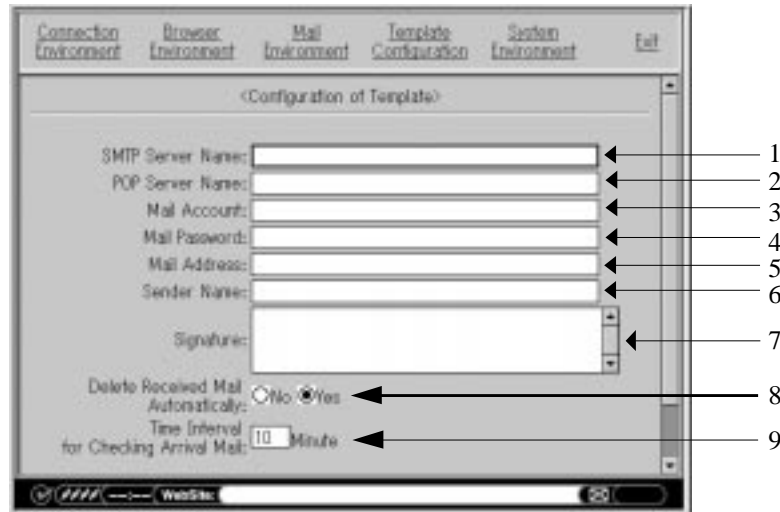 Connection Environment
Browser Environment
Mail Environment
Template Configuration
System Environment
Exit
<Configuration of Template>
SMTP Server Name:
1
POP Server Name:
2
Mail Account:
3
Mail Password:
4
Mail Address:
5
Sender Name:
6
Signature:
7
Delete Received Mail
Automatically:
No Yes
8
Time Interval
for Checking Arrival Mail:
10 Minute
9
WebSite: